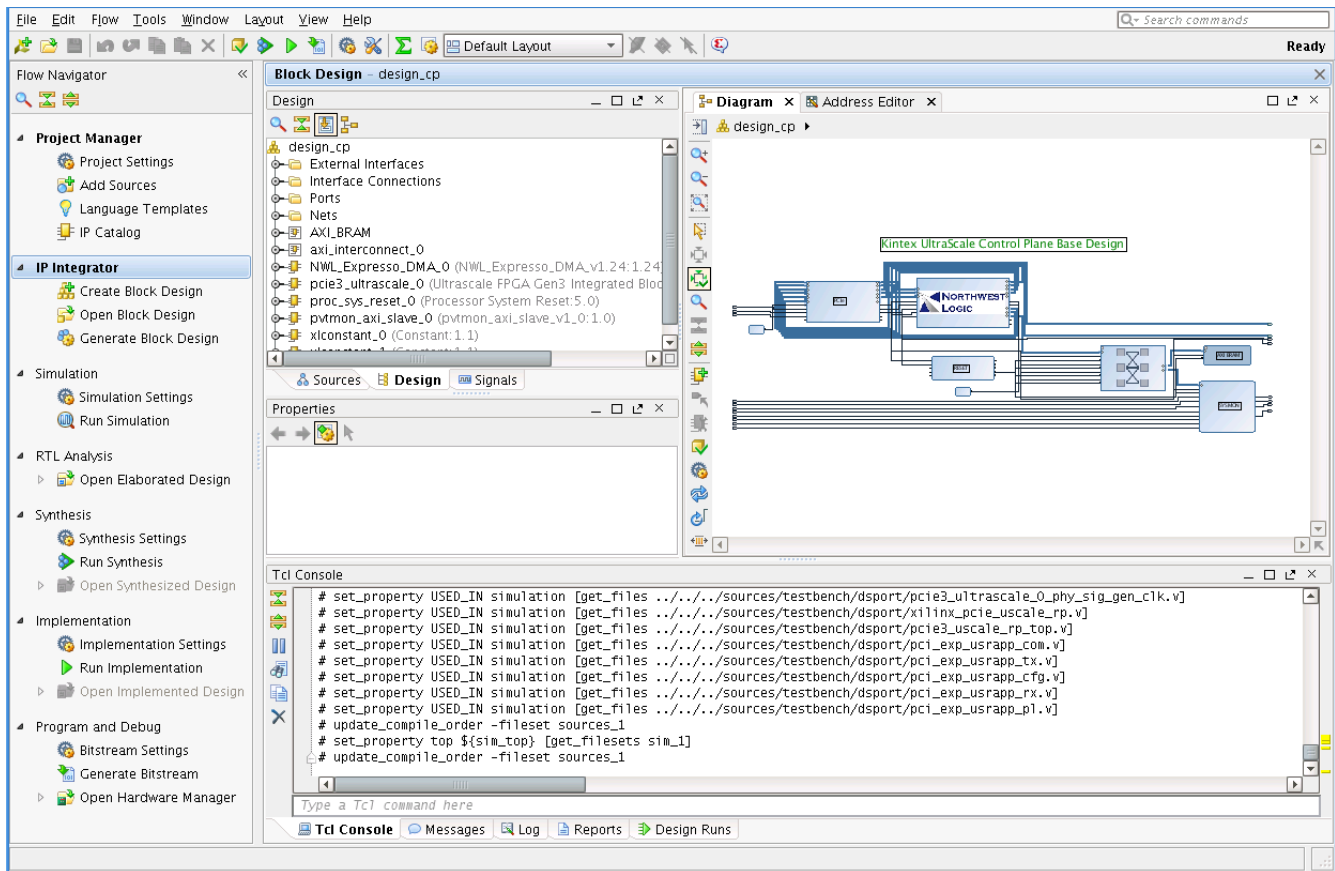 File Edit Flow Tools Window Layout View Help
Search commands
Default Layout
Ready
Flow Navigator
Project Manager
Project Settings
Add Sources
Language Templates
IP Catalog
IP Integrator
Create Block Design
Open Block Design
Generate Block Design
Simulation
Simulation Settings
Run Simulation
RTL Analysis
Open Elaborated Design
Synthesis
Synthesis Settings
Run Synthesis
Open Synthesized Design
Implementation
Implementation Settings
Run Implementation
Open Implemented Design
Program and Debug
Bitstream Settings
Generate Bitstream
Open Hardware Manager
Block Design - design_cp
Design
design_cp
External Interfaces
Interface Connections
Ports
Nets
AXI_BRAM
axi_interconnect_0
NWL_Expresso_DMA_0 (NWL_Expresso_DMA_v1.24:1.24)
pcie3_ultrascale_0 (Ultrascale FPGA Gen3 Integrated Bloc
proc_sys_reset_0 (Processor System Reset:5.0)
pvtmon_axi_slave_0 (pvtmon_axi_slave_v1_0:1.0)
xlconstant_0 (Constant:1.1)
Sources Design Signals
Properties
Diagram Address Editor
design_cp
Kintex UltraScale Control Plane Base Design
NORTHWEST
LOGIC
RESET
AXI BRAM
Tcl Console
# set_property USED_IN simulation [get_files ../../../sources/testbench/dsport/pcie3_ultrascale_0_phy_sig_gen_clk.v]
# set_property USED_IN simulation [get_files ../../../sources/testbench/dsport/xilinx_pcie_uscale_rp.v]
# set_property USED_IN simulation [get_files ../../../sources/testbench/dsport/pcie3_uscale_rp_top.v]
# set_property USED_IN simulation [get_files ../../../sources/testbench/dsport/pci_exp_usrapp_com.v]
# set_property USED_IN simulation [get_files ../../../sources/testbench/dsport/pci_exp_usrapp_tx.v]
# set_property USED_IN simulation [get_files ../../../sources/testbench/dsport/pci_exp_usrapp_cfg.v]
# set_property USED_IN simulation [get_files ../../../sources/testbench/dsport/pci_exp_usrapp_rx.v]
# set_property USED_IN simulation [get_files ../../../sources/testbench/dsport/pci_exp_usrapp_pl.v]
# update_compile_order -fileset sources_1
# set_property top ${sim_top} [get_filesets sim_1]
# update_compile_order -fileset sources_1
Type a Tcl command here
Tcl Console Messages Log Reports Design Runs